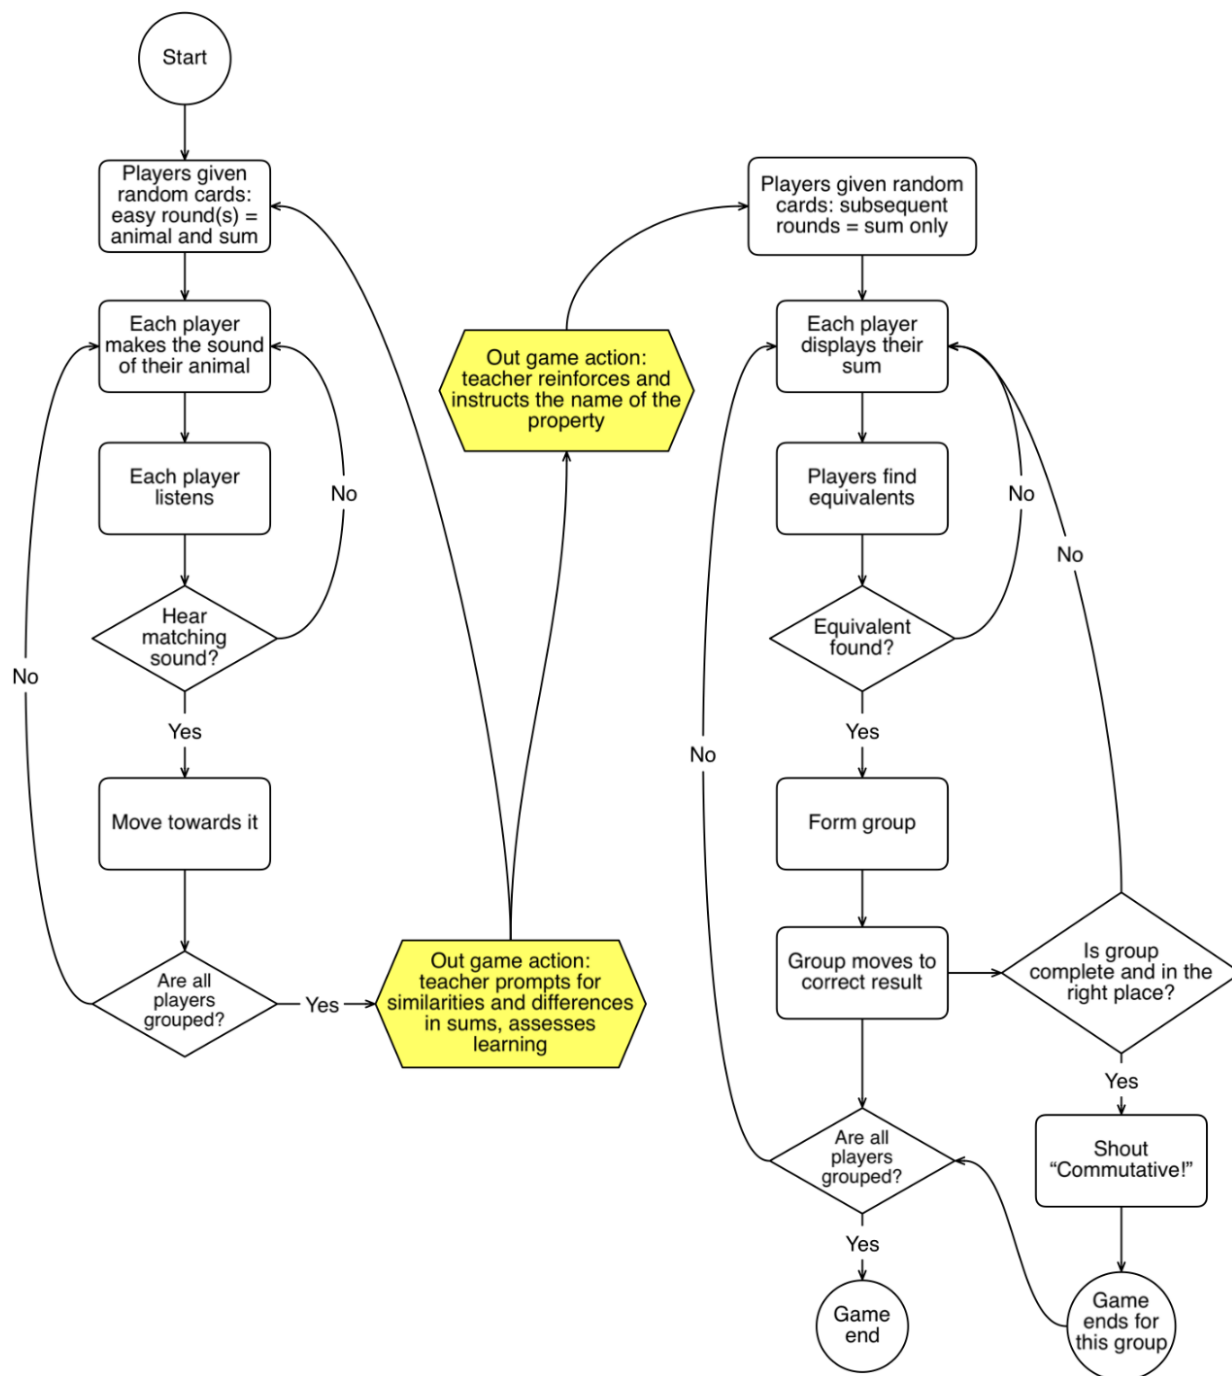 Start
Players given
random cards:
easy round(s) =
animal and sum
Each player
makes the sound
of their animal
Each player
listens
No
Hear
matching
sound?
No
Yes
Move towards it
Are all
players
grouped?
Yes
Out game action:
teacher prompts for
similarities and differences
in sums, assesses
learning
Out game action:
teacher reinforces and
instructs the name of the
property
Players given random
cards: subsequent
rounds = sum only
Each player
displays their
sum
Players find
equivalents
No
No
Equivalent
found?
Yes
No
Form group
Group moves to
correct result
Is group
complete and in the
right place?
Yes
Shout
“Commutative!”
Are all
players
grouped?
Yes
Game
end
Game
ends for
this group